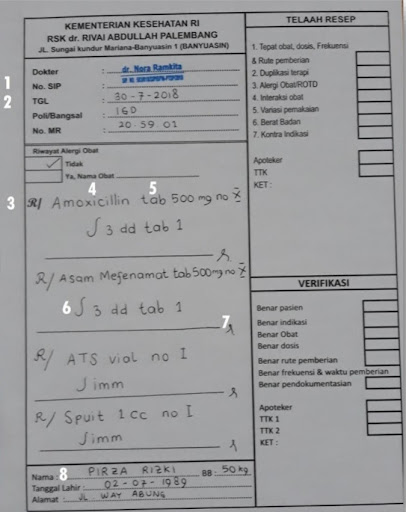 KEMENTERIAN KESEHATAN RI
RSK dr. RIVAI ABDULLAH PALEMBANG
JL. Sungai kundur Mariana-Banyuasin 1 (BANYUASIN)
Dokter : dr. Nora Ramkita
1 No. SIP :
2 TGL : 30-7-2018
Poli/Bangsal : IGD
No. MR : 20.59 01
Riwayat Alergi Obat
Tidak
Ya, Nama Obat
4 5
3 R/ Amoxicillin tab 500 mg no X
∫ 3 dd tab 1
R/ Asam Mefenamat tab 500mg no X
6 ∫ 3 dd tab 1
7
R/ ATS vial no I
∫imm
R/ Spuit 1 cc no I
∫imm
8
Nama : PIRZA RIZKI BB : 50 kg
Tanggal Lahir : 02-07-1989
Alamat : JL. WAY ABUNG
TELAAH RESEP
1. Tepat obat, dosis, Frekuensi
& Rute pemberian
2. Duplikasi terapi
3. Alergi Obat/ROTD
4. Interaksi obat
5. Variasi pemakaian
6. Berat Badan
7. Kontra Indikasi
Apoteker
TTK
KET :
VERIFIKASI
Benar pasien
Benar indikasi
Benar Obat
Benar dosis
Benar rute pemberian
Benar frekuensi & waktu pemberian
Benar pendokumentasian
Apoteker
TTK 1
TTK 2
KET :